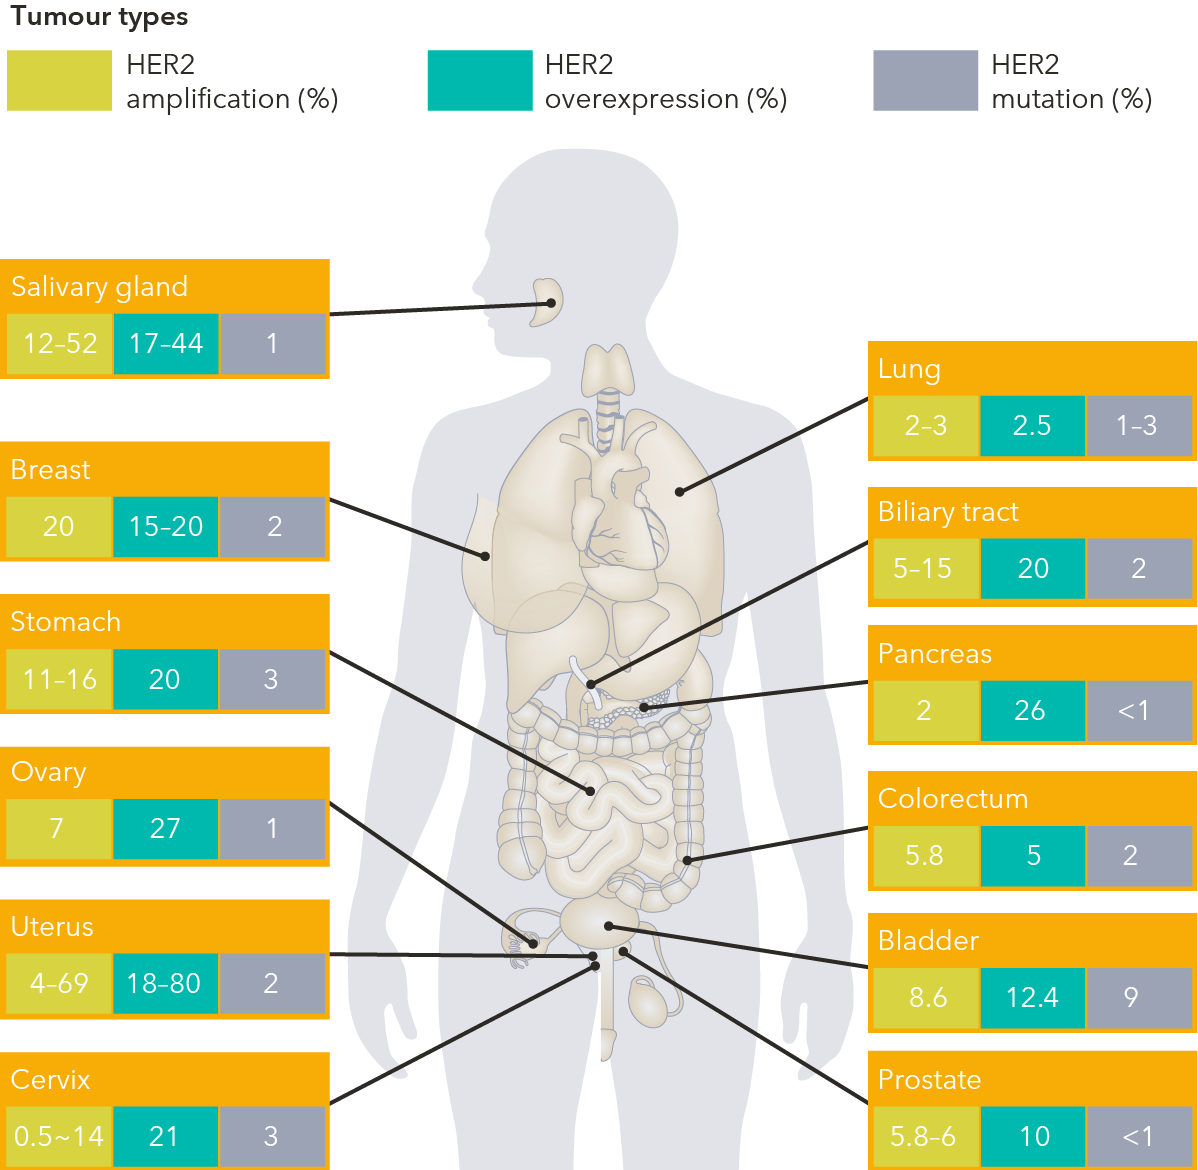 Tumour types
HER2
amplification (%)
HER2
overexpression (%)
HER2
mutation (%)
Salivary gland
12–52 17–44 1
Breast
20 15–20 2
Stomach
11–16 20 3
Ovary
7 27 1
Uterus
4–69 18–80 2
Cervix
0.5~14 21 3
Lung
2–3 2.5 1–3
Biliary tract
5–15 20 2
Pancreas
2 26 <1
Colorectum
5.8 5 2
Bladder
8.6 12.4 9
Prostate
5.8–6 10 <1